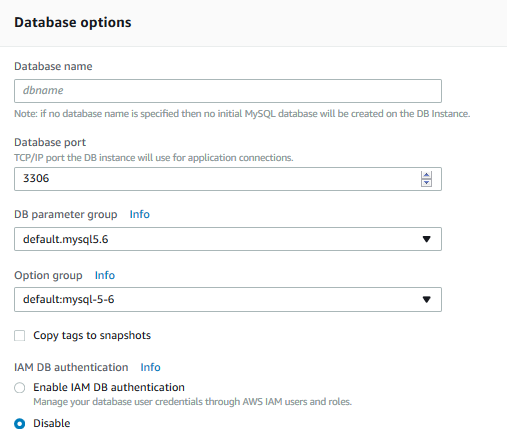 Database options
Database name
dbname
Note: if no database name is specified then no initial MySQL database will be created on the DB Instance.
Database port
TCP/IP port the DB instance will use for application connections.
3306
DB parameter group Info
default.mysql5.6
Option group Info
default:mysql-5-6
Copy tags to snapshots
IAM DB authentication Info
Enable IAM DB authentication
Manage your database user credentials through AWS IAM users and roles.
Disable